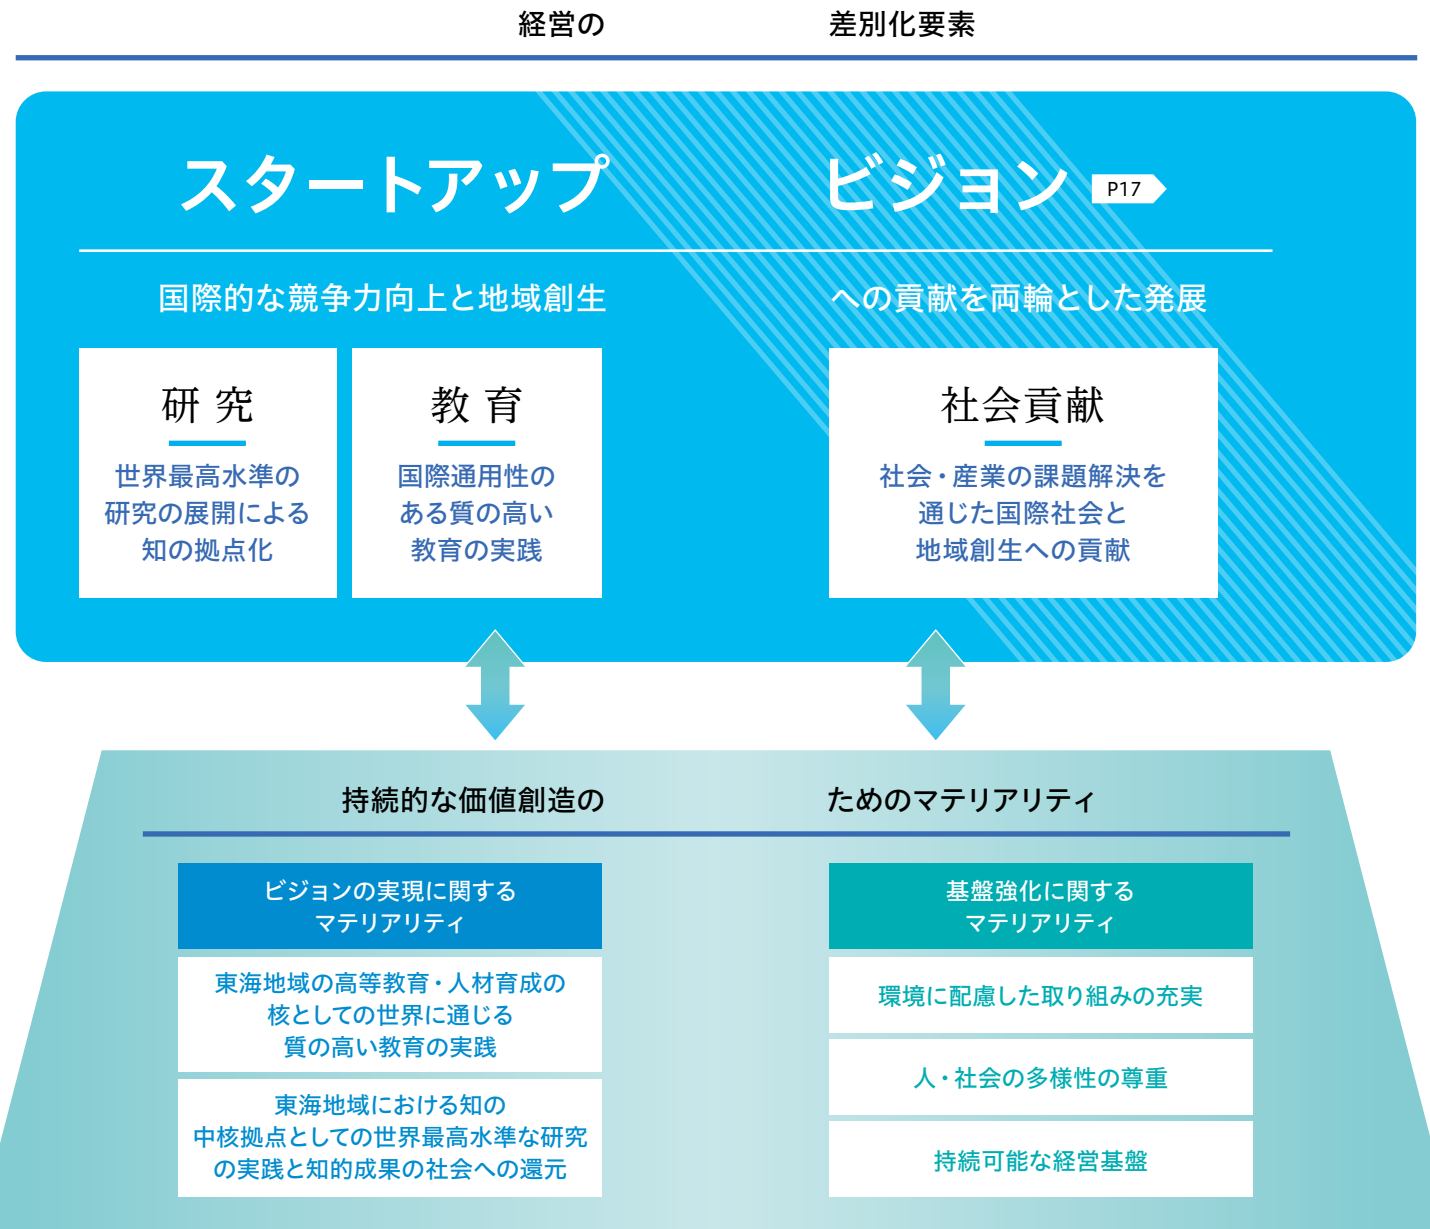 経営の 差別化要素
スタートアップ ビジョン P17
国際的な競争力向上と地域創生 への貢献を両輪とした発展
研究
世界最高水準の
研究の展開による
知の拠点化
教育
国際通用性の
ある質の高い
教育の実践
社会貢献
社会・産業の課題解決を
通じた国際社会と
地域創生への貢献
持続的な価値創造の ためのマテリアリティ
ビジョンの実現に関する
マテリアリティ
東海地域の高等教育・人材育成の
核としての世界に通じる
質の高い教育の実践
東海地域における知の
中核拠点としての世界最高水準な研究
の実践と知的成果の社会への還元
基盤強化に関する
マテリアリティ
環境に配慮した取り組みの充実
人・社会の多様性の尊重
持続可能な経営基盤